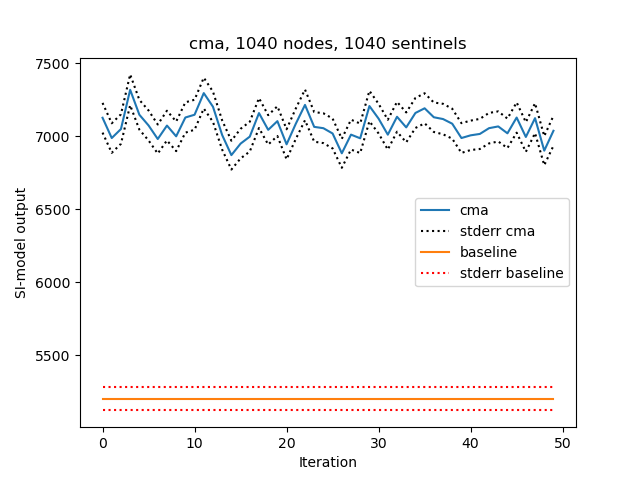 cma, 1040 nodes, 1040 sentinels
7500
7000
6500
6000
5500
SI-model output
cma
stderr cma
baseline
stderr baseline
0
10
20
30
40
50
Iteration